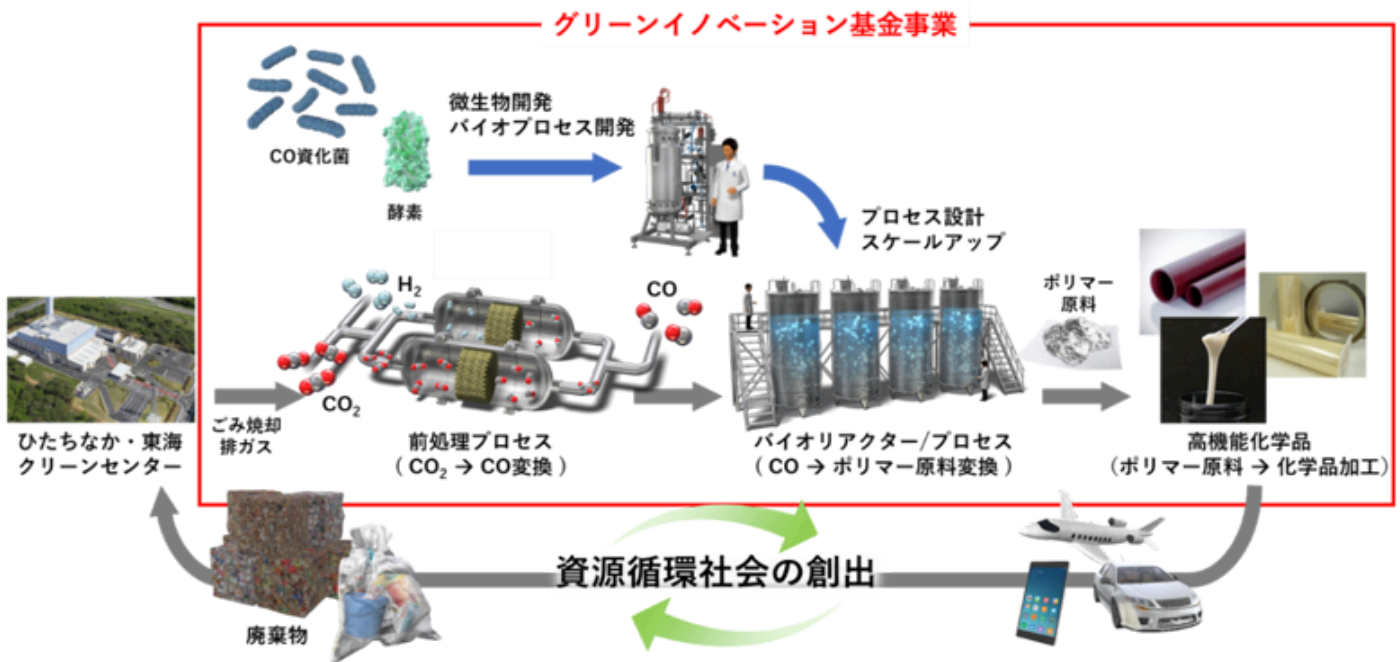 グリーンイノベーション基金事業
微生物開発
バイオプロセス開発
CO資化菌
酵素
プロセス設計
スケールアップ
H₂
CO
ポリマー
原料
CO₂
ごみ焼却
排ガス
ひたちなか・東海
クリーンセンター
前処理プロセス
( CO₂ → CO変換 )
バイオリアクター/プロセス
( CO → ポリマー原料変換 )
高機能化学品
(ポリマー原料 → 化学品加工)
資源循環社会の創出
廃棄物